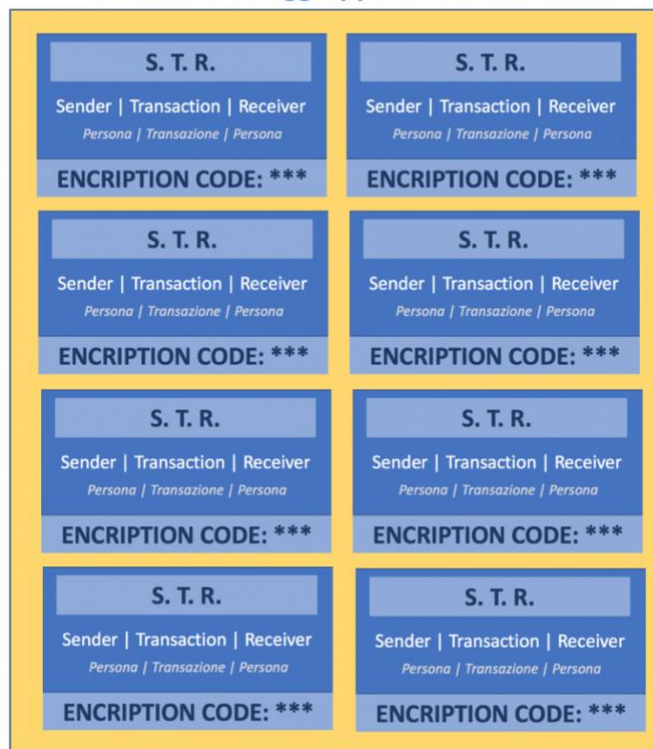 S. T. R.
Sender | Transaction | Receiver
Persona | Transazione | Persona
ENCRIPTION CODE: ***
S. T. R.
Sender | Transaction | Receiver
Persona | Transazione | Persona
ENCRIPTION CODE: ***
S. T. R.
Sender | Transaction | Receiver
Persona | Transazione | Persona
ENCRIPTION CODE: ***
S. T. R.
Sender | Transaction | Receiver
Persona | Transazione | Persona
ENCRIPTION CODE: ***
S. T. R.
Sender | Transaction | Receiver
Persona | Transazione | Persona
ENCRIPTION CODE: ***
S. T. R.
Sender | Transaction | Receiver
Persona | Transazione | Persona
ENCRIPTION CODE: ***
S. T. R.
Sender | Transaction | Receiver
Persona | Transazione | Persona
ENCRIPTION CODE: ***
S. T. R.
Sender | Transaction | Receiver
Persona | Transazione | Persona
ENCRIPTION CODE: ***